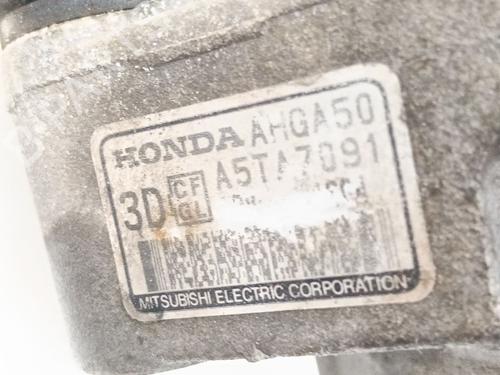 HONDA AHGA50
3D CF GL A5TA7091
MITSUBISHI ELECTRIC CORPORATION